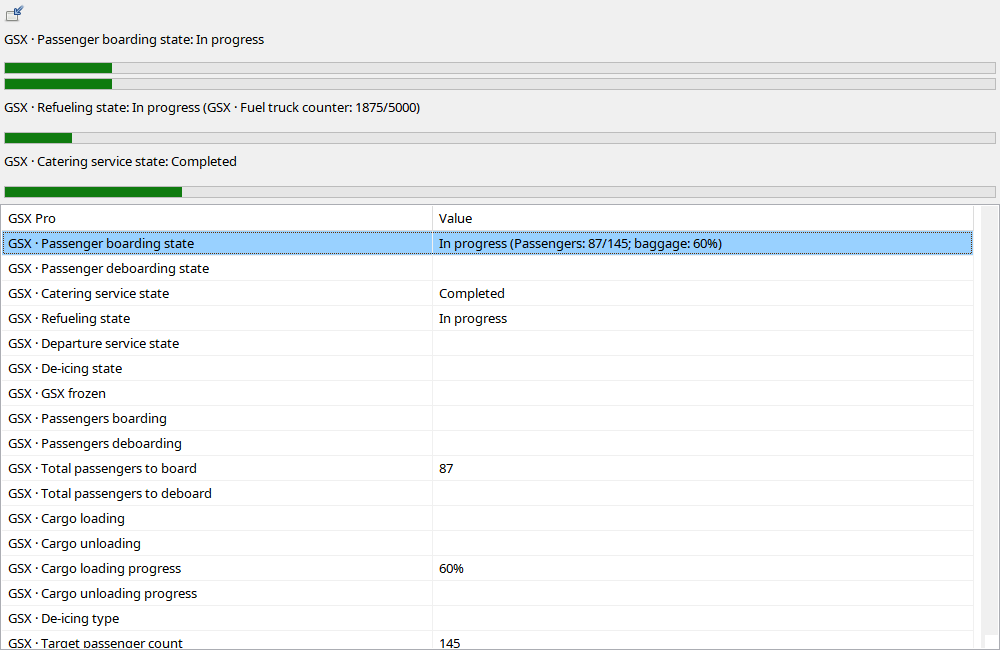 GSX · Passenger boarding state: In progress
GSX · Refueling state: In progress (GSX · Fuel truck counter: 1875/5000)
GSX · Catering service state: Completed
GSX Pro Value
GSX · Passenger boarding state In progress (Passengers: 87/145; baggage: 60%)
GSX · Passenger deboarding state
GSX · Catering service state Completed
GSX · Refueling state In progress
GSX · Departure service state
GSX · De-icing state
GSX · GSX frozen
GSX · Passengers boarding
GSX · Passengers deboarding
GSX · Total passengers to board 87
GSX · Total passengers to deboard
GSX · Cargo loading
GSX · Cargo unloading
GSX · Cargo loading progress 60%
GSX · Cargo unloading progress
GSX · De-icing type
GSX · Target passenger count 145